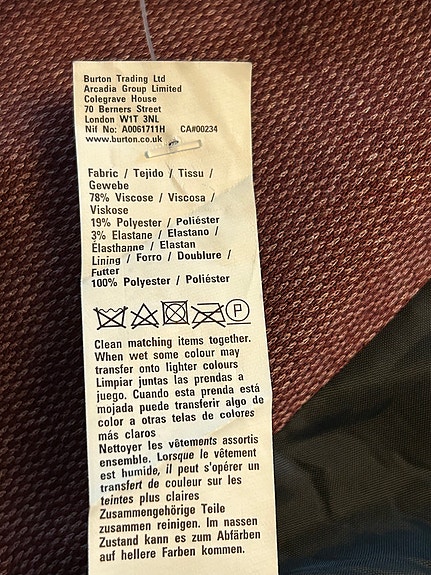 Burton Trading Ltd
Arcadia Group Limited
Colegrave House
70 Berners Street
London W1T 3NL
Nif No: A0061711H CA#00234
www.burton.co.uk
Fabric / Tejido / Tissu /
Gewebe
78% Viscose / Viscosa /
Viskose
19% Polyester / Poliéster
3% Elastane / Elastano /
Élasthanne / Elastan
Lining / Forro / Doublure /
Futter
100% Polyester / Poliéster
P
Clean matching items together.
When wet some colour may
transfer onto lighter colours
Limpiar juntas las prendas a
juego. Cuando esta prenda está
mojada puede transferir algo de
color a otras telas de colores
más claros
Nettoyer les vêtements assortis
ensemble. Lorsque le vêtement
est humide, il peut s'opérer un
transfert de couleur sur les
teintes plus claires
Zusammengehörige Teile
zusammen reinigen. Im nassen
Zustand kann es zum Abfärben
auf hellere Farben kommen.